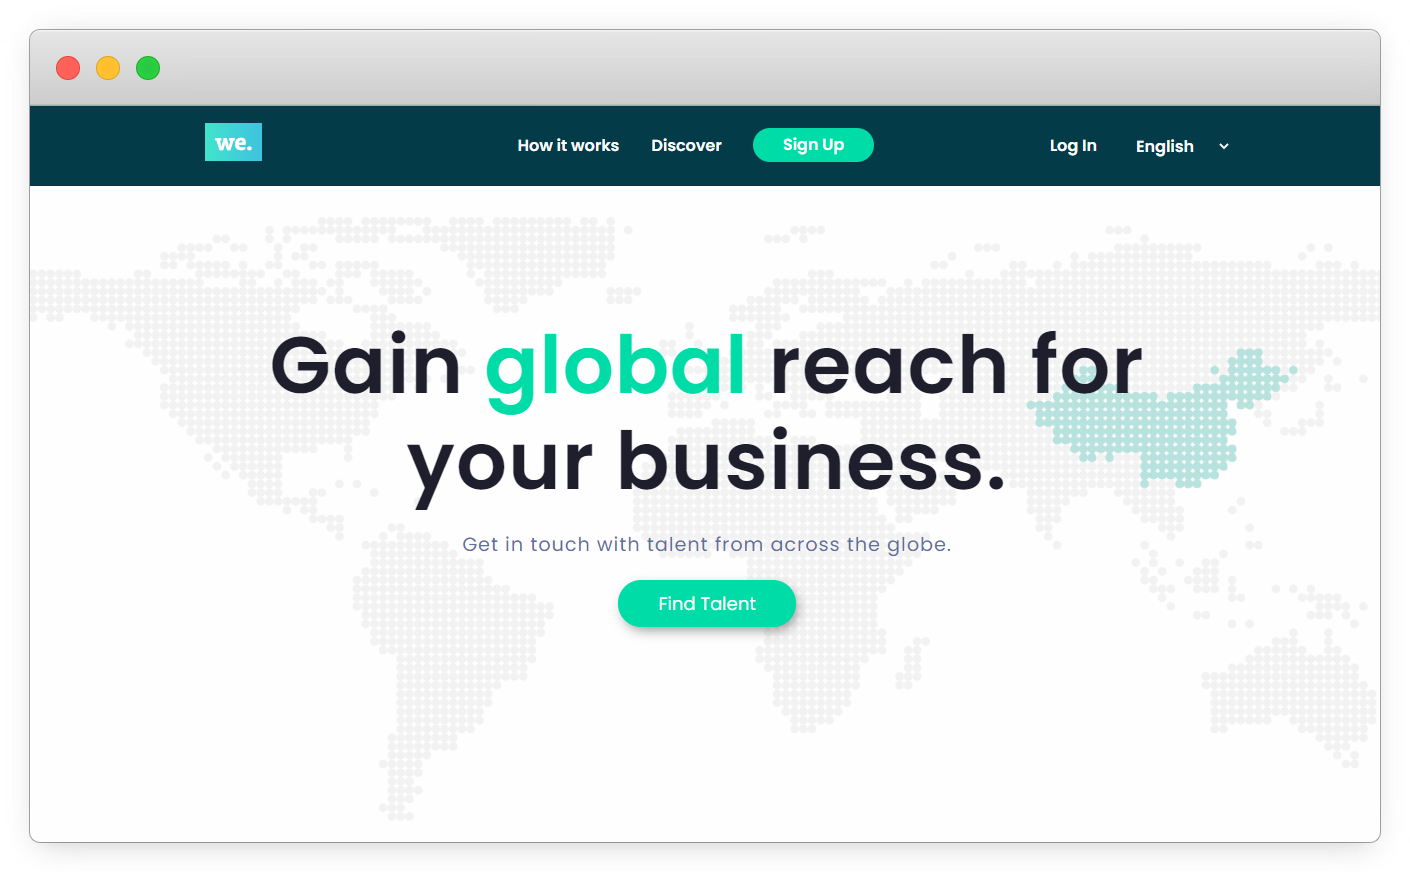 we.
How it works
Discover
Sign Up
Log In
English
Gain global reach for
your business.
Get in touch with talent from across the globe.
Find Talent